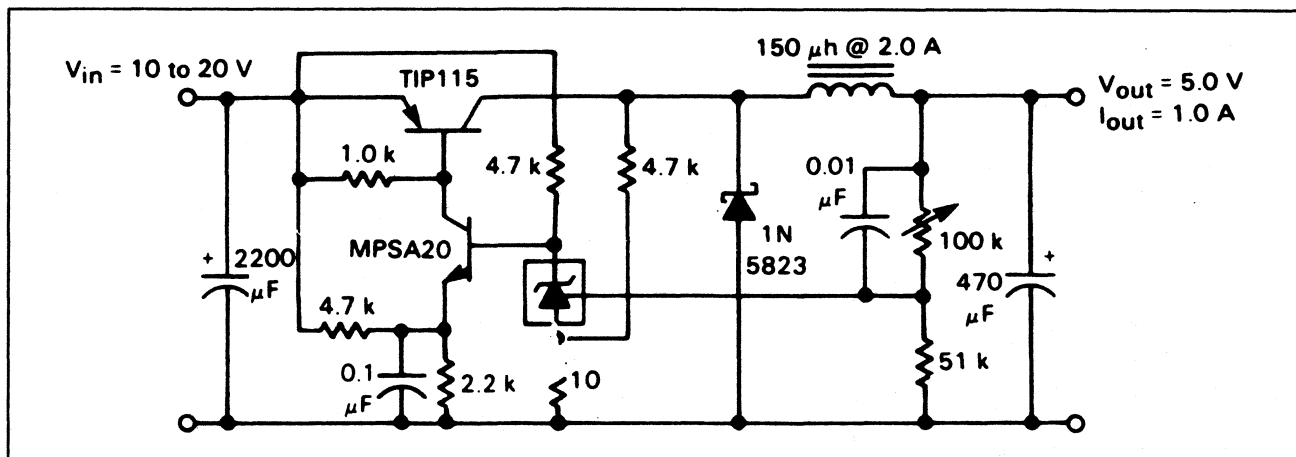 V_in = 10 to 20 V
TIP115
150 μh @ 2.0 A
V_out = 5.0 V
I_out = 1.0 A
1.0 k
4.7 k
4.7 k
0.01
μF
MPSA20
1N
5823
100 k
+
2200
μF
4.7 k
+
470
μF
0.1
μF
2.2 k
10
51 k